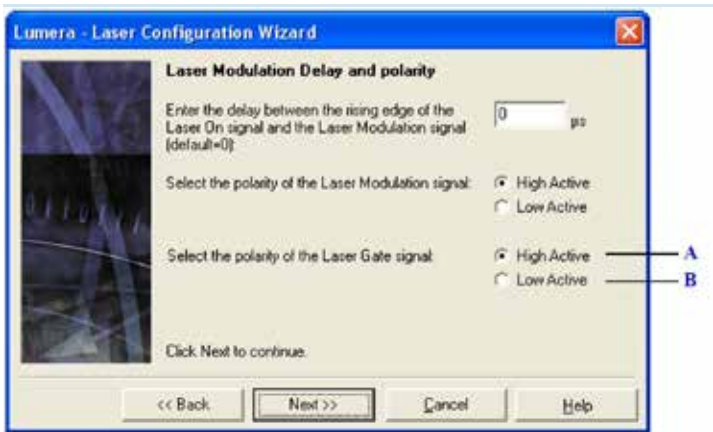 Lumera - Laser Configuration Wizard
Laser Modulation Delay and polarity
Enter the delay between the rising edge of the
Laser On signal and the Laser Modulation signal
(default=0):
0 µs
Select the polarity of the Laser Modulation signal:
High Active
Low Active
Select the polarity of the Laser Gate signal:
High Active
A
Low Active
B
Click Next to continue.
<< Back
Next >>
Cancel
Help